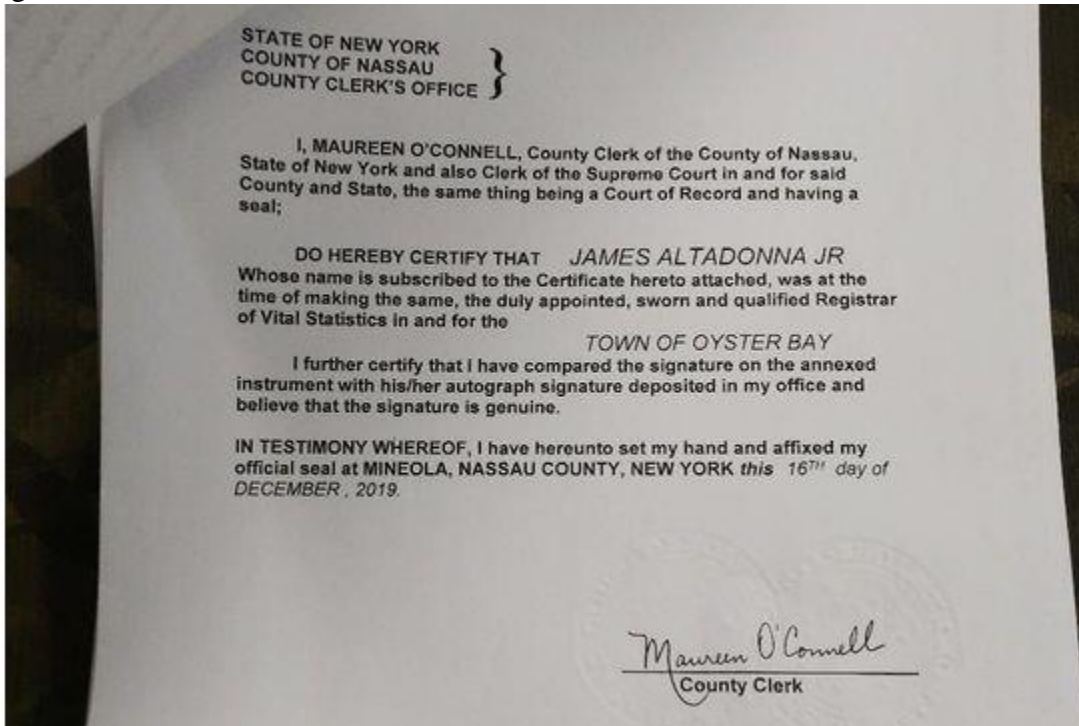 STATE OF NEW YORK
COUNTY OF NASSAU
COUNTY CLERK'S OFFICE }
I, MAUREEN O'CONNELL, County Clerk of the County of Nassau,
State of New York and also Clerk of the Supreme Court in and for said
County and State, the same thing being a Court of Record and having a
seal;
DO HEREBY CERTIFY THAT JAMES ALTADONNA JR
Whose name is subscribed to the Certificate hereto attached, was at the
time of making the same, the duly appointed, sworn and qualified Registrar
of Vital Statistics in and for the
TOWN OF OYSTER BAY
I further certify that I have compared the signature on the annexed
instrument with his/her autograph signature deposited in my office and
believe that the signature is genuine.
IN TESTIMONY WHEREOF, I have hereunto set my hand and affixed my
official seal at MINEOLA, NASSAU COUNTY, NEW YORK this 16TH day of
DECEMBER, 2019.
Maureen O'Connell
County Clerk